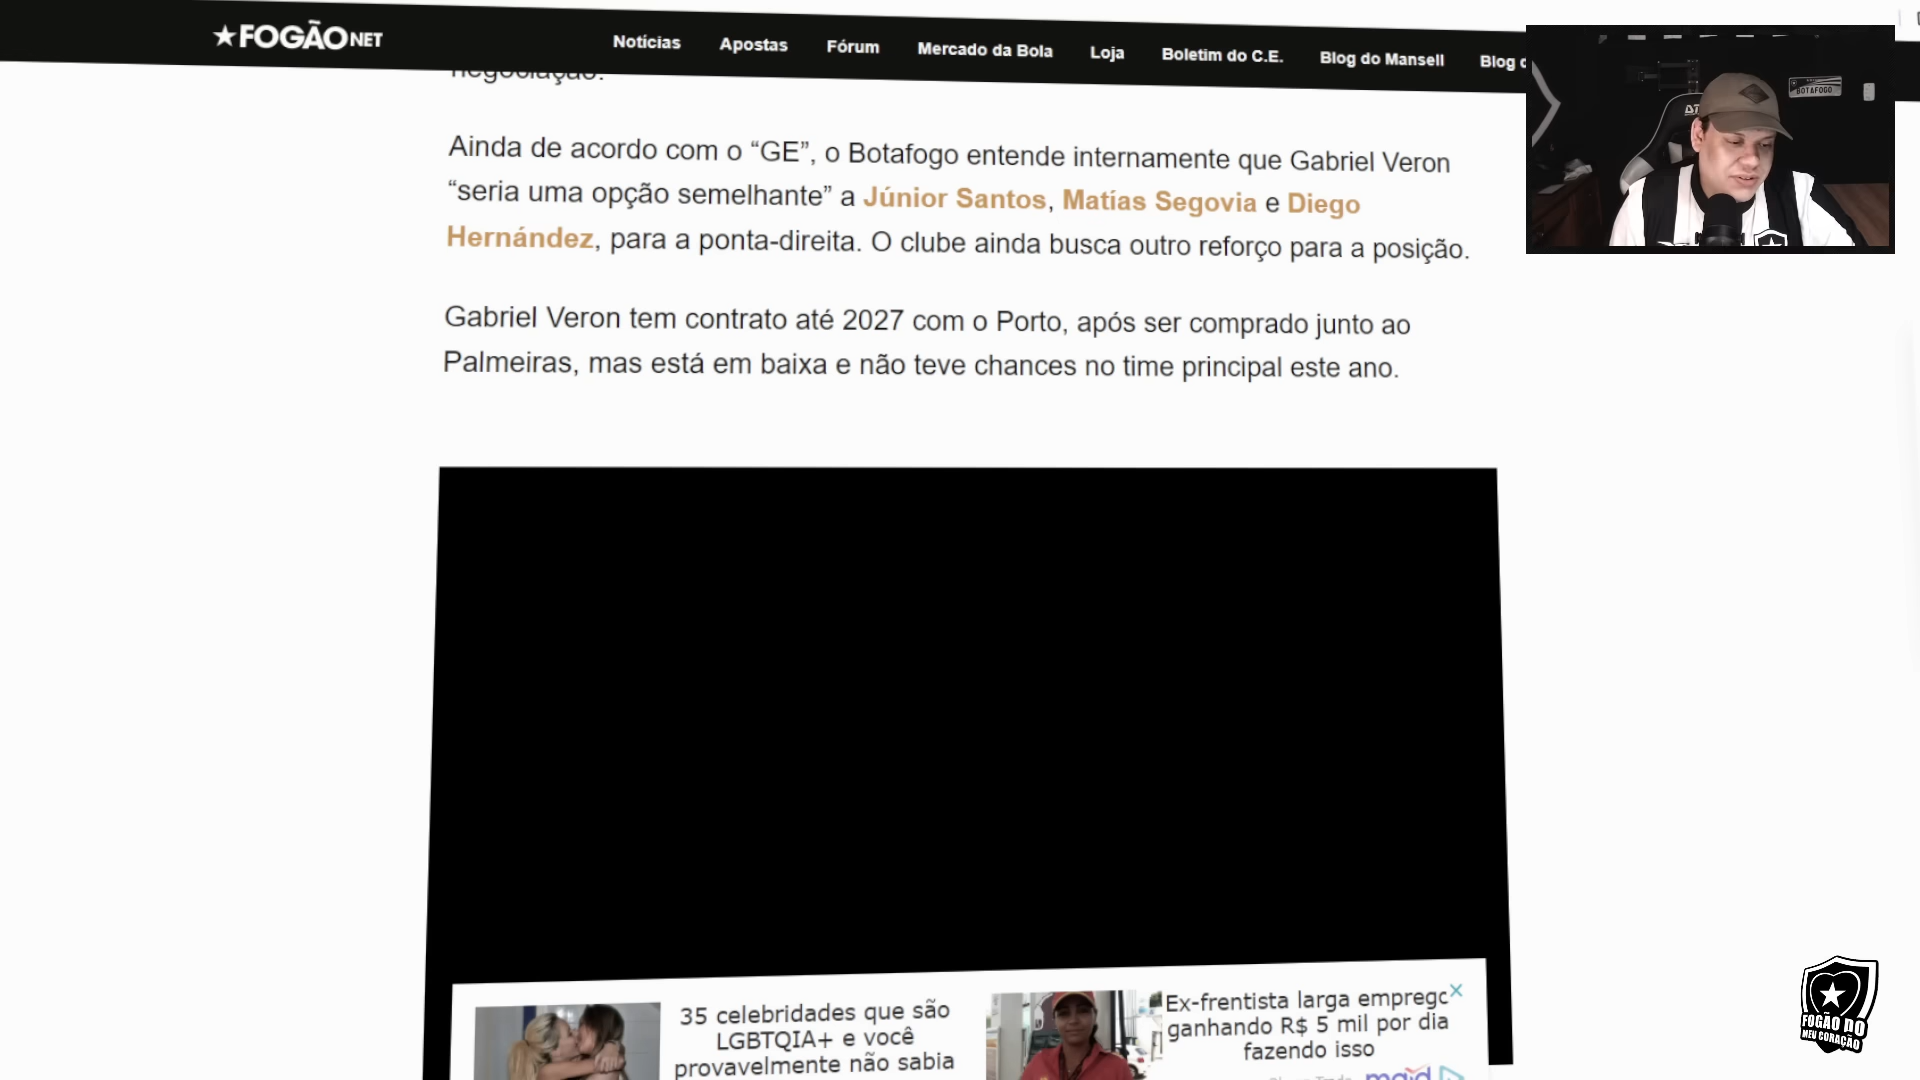 ★FOGÃONET
Notícias Apostas Fórum Mercado da Bola Loja Boletim do C.E. Blog do Mansell Blog
negociação.
Ainda de acordo com o “GE”, o Botafogo entende internamente que Gabriel Veron
“seria uma opção semelhante” a Júnior Santos, Matías Segovia e Diego
Hernández, para a ponta-direita. O clube ainda busca outro reforço para a posição.
Gabriel Veron tem contrato até 2027 com o Porto, após ser comprado junto ao
Palmeiras, mas está em baixa e não teve chances no time principal este ano.
BOTAFOGO
35 celebridades que são
LGBTQIA+ e você
provavelmente não sabia
Ex-frentista larga emprego
ganhando R$ 5 mil por dia
fazendo isso
FOGÃO DO
MEU CORAÇÃO